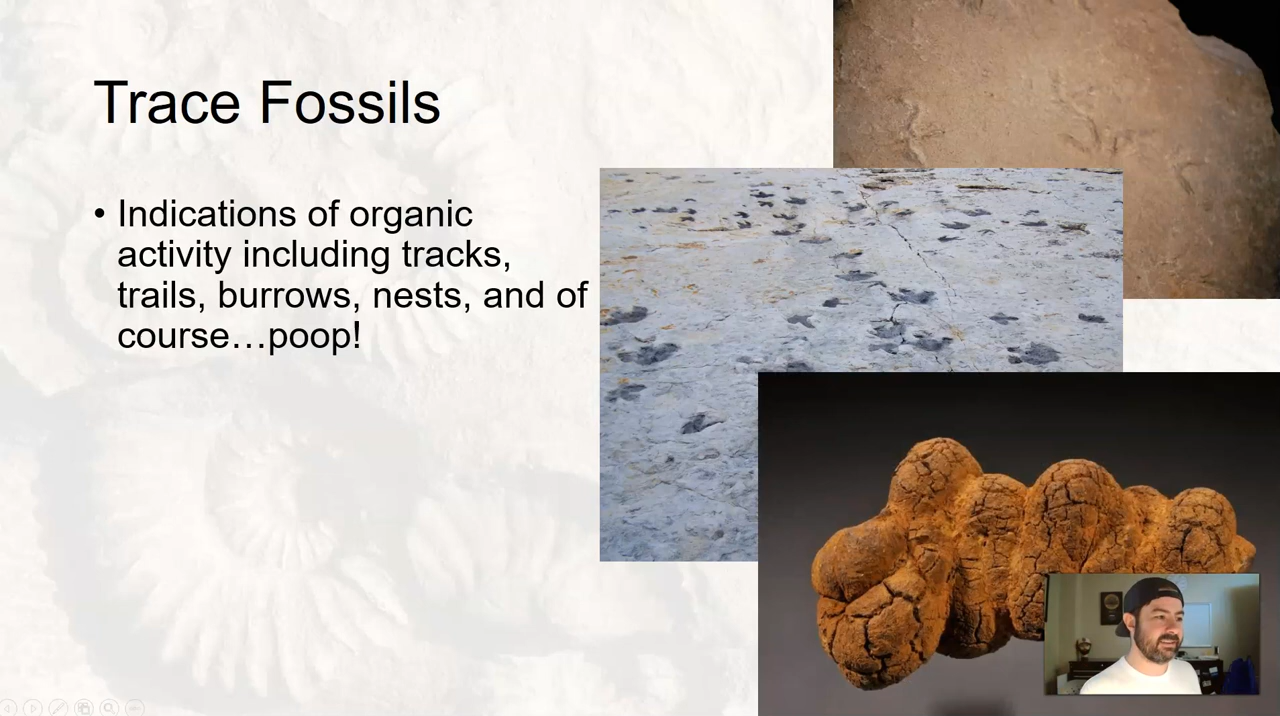 Trace Fossils
• Indications of organic
activity including tracks,
trails, burrows, nests, and of
course…poop!